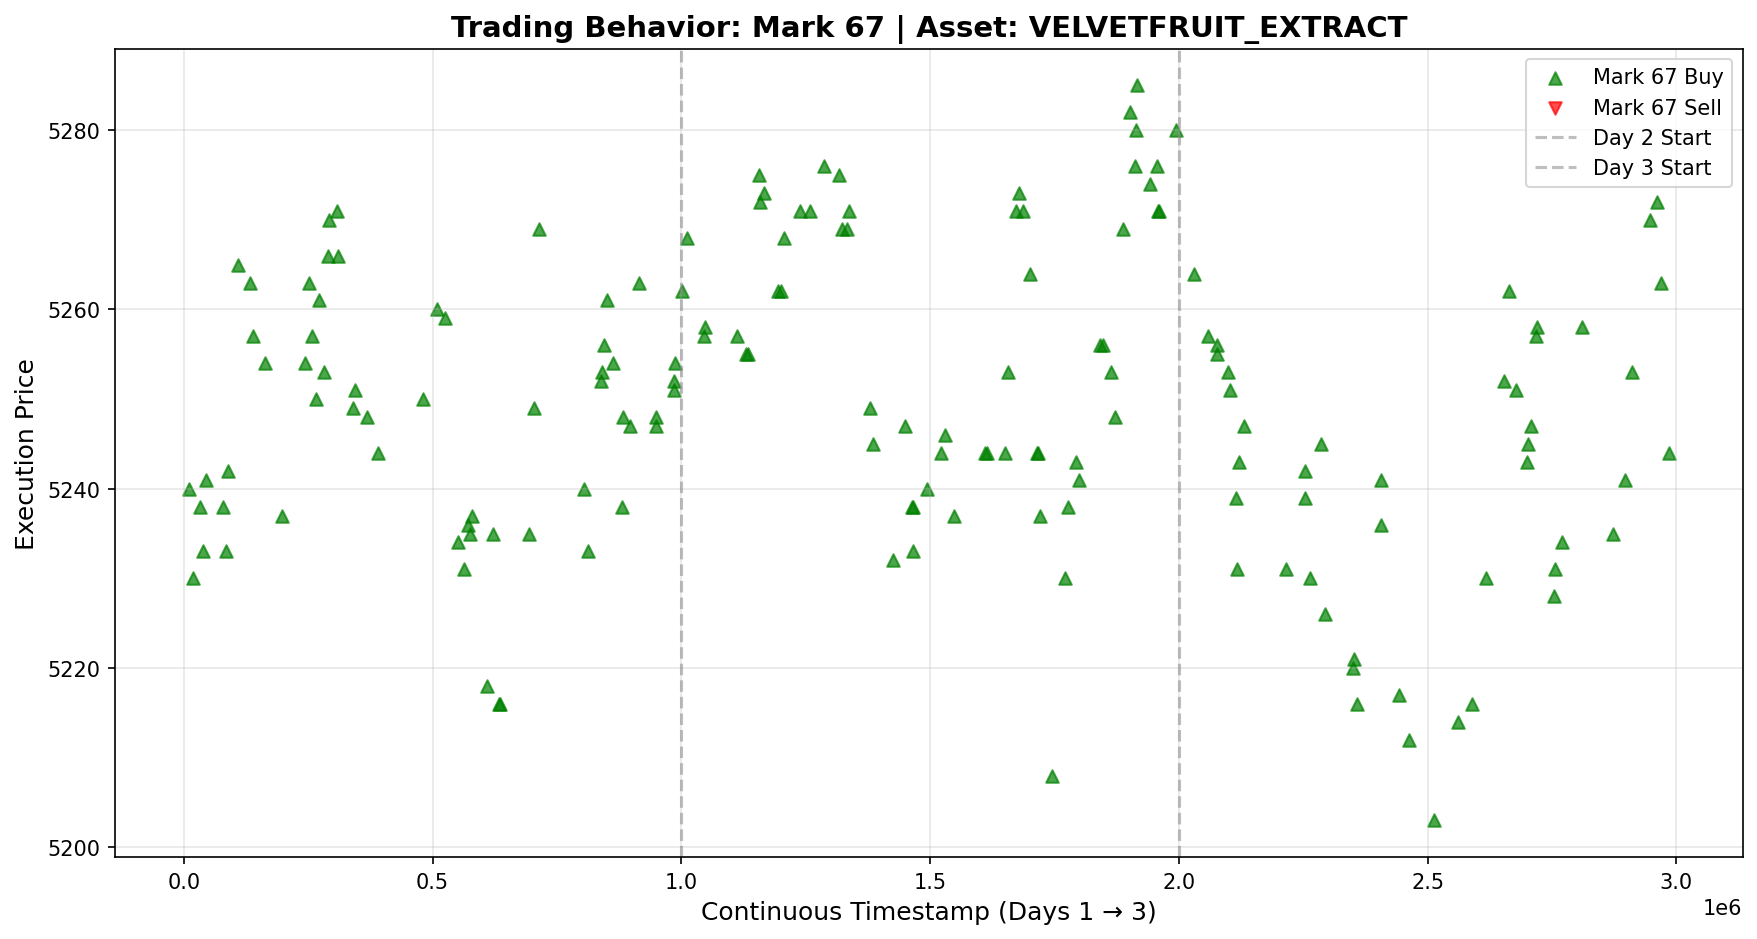 Trading Behavior: Mark 67 | Asset: VELVETFRUIT_EXTRACT
Mark 67 Buy
Mark 67 Sell
Day 2 Start
Day 3 Start
Execution Price
5280
5260
5240
5220
5200
0.0
0.5
1.0
1.5
2.0
2.5
3.0
1e6
Continuous Timestamp (Days 1 → 3)